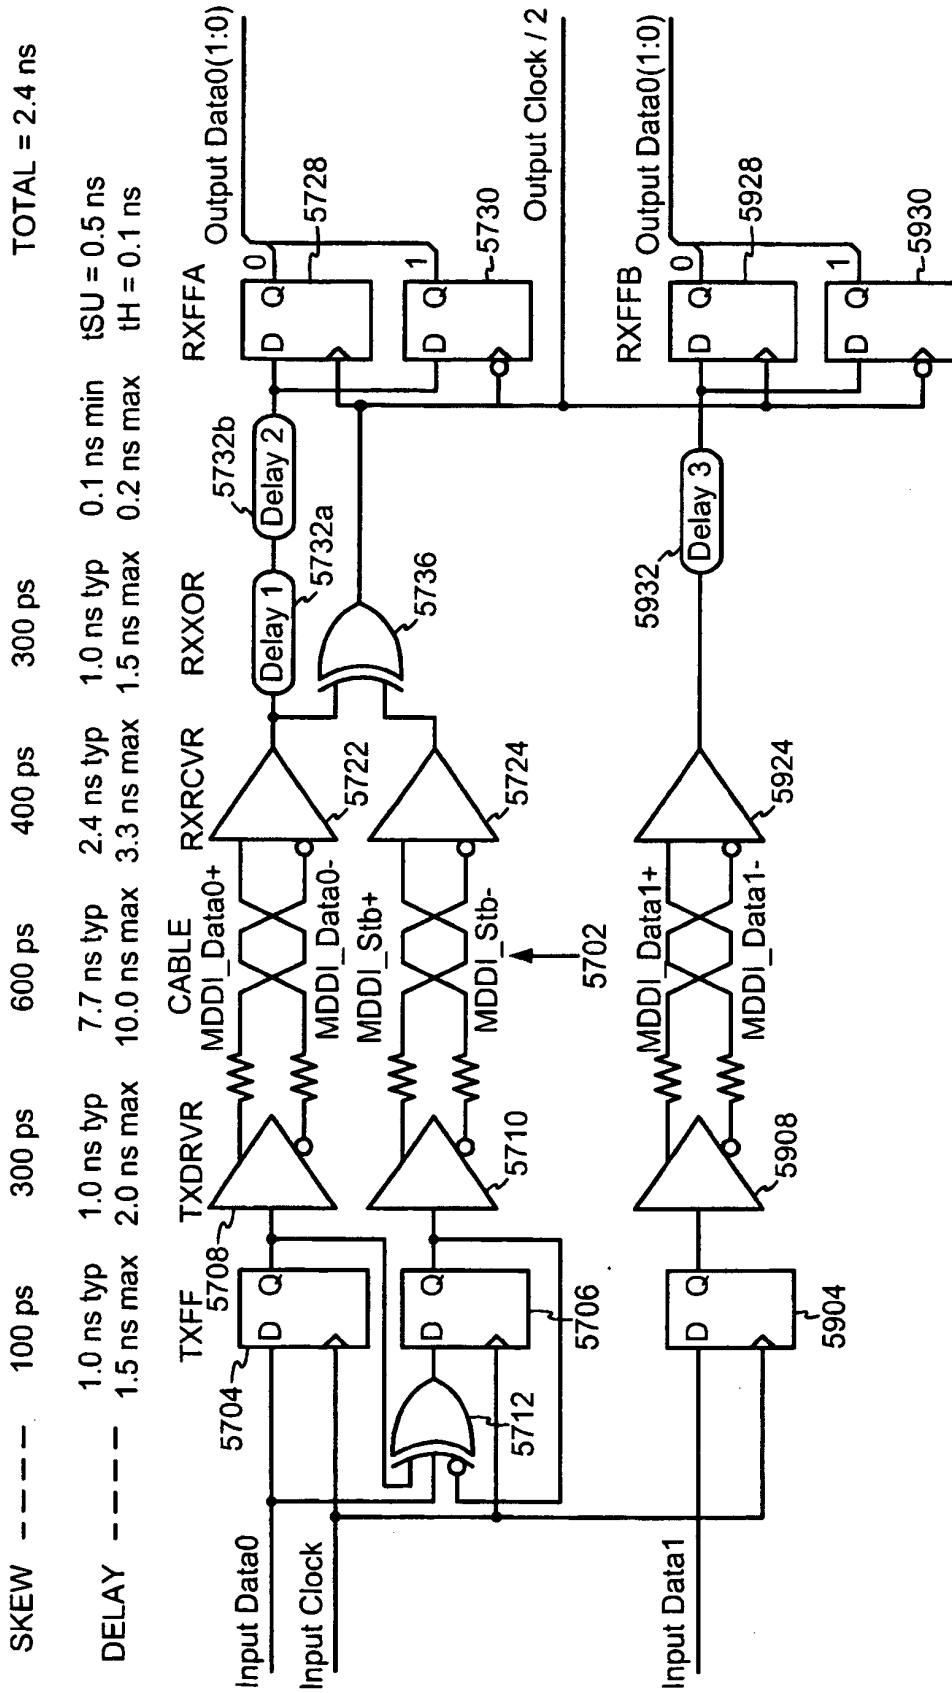 SKEW ---- 100 ps 300 ps 600 ps 400 ps 300 ps TOTAL = 2.4 ns
DELAY ---- 1.0 ns typ 1.0 ns typ 7.7 ns typ 2.4 ns typ 1.0 ns typ 0.1 ns min tSU = 0.5 ns
1.5 ns max 2.0 ns max 10.0 ns max 3.3 ns max 1.5 ns max 0.2 ns max tH = 0.1 ns
TXFF TXDRVR CABLE RXRCVR RXXOR RXFFA
Input Data0
5704
D Q
5708
MDDI_Data0+
MDDI_Data0-
5722
Delay 1
5732a
Delay 2
5732b
D Q
0
5728
Output Data0(1:0)
Input Clock
5712
5706
D Q
5710
MDDI_Stb+
MDDI_Stb-
5702
5724
5736
D Q
1
5730
Output Clock / 2
RXFFB
Input Data1
D Q
5904
5908
MDDI_Data1+
MDDI_Data1-
5924
5932
Delay 3
D Q
0
5928
Output Data0(1:0)
D Q
1
5930